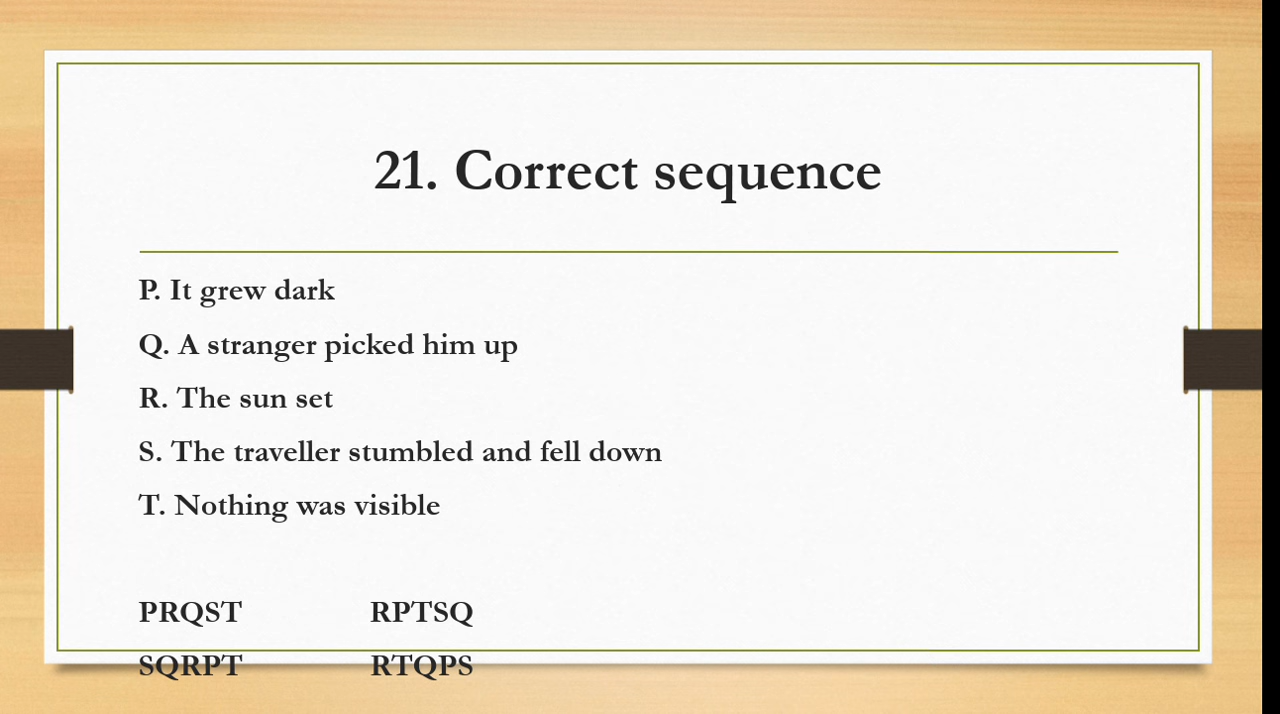 21. Correct sequence
P. It grew dark
Q. A stranger picked him up
R. The sun set
S. The traveller stumbled and fell down
T. Nothing was visible
PRQST RPTSQ
SQRPT RTQPS